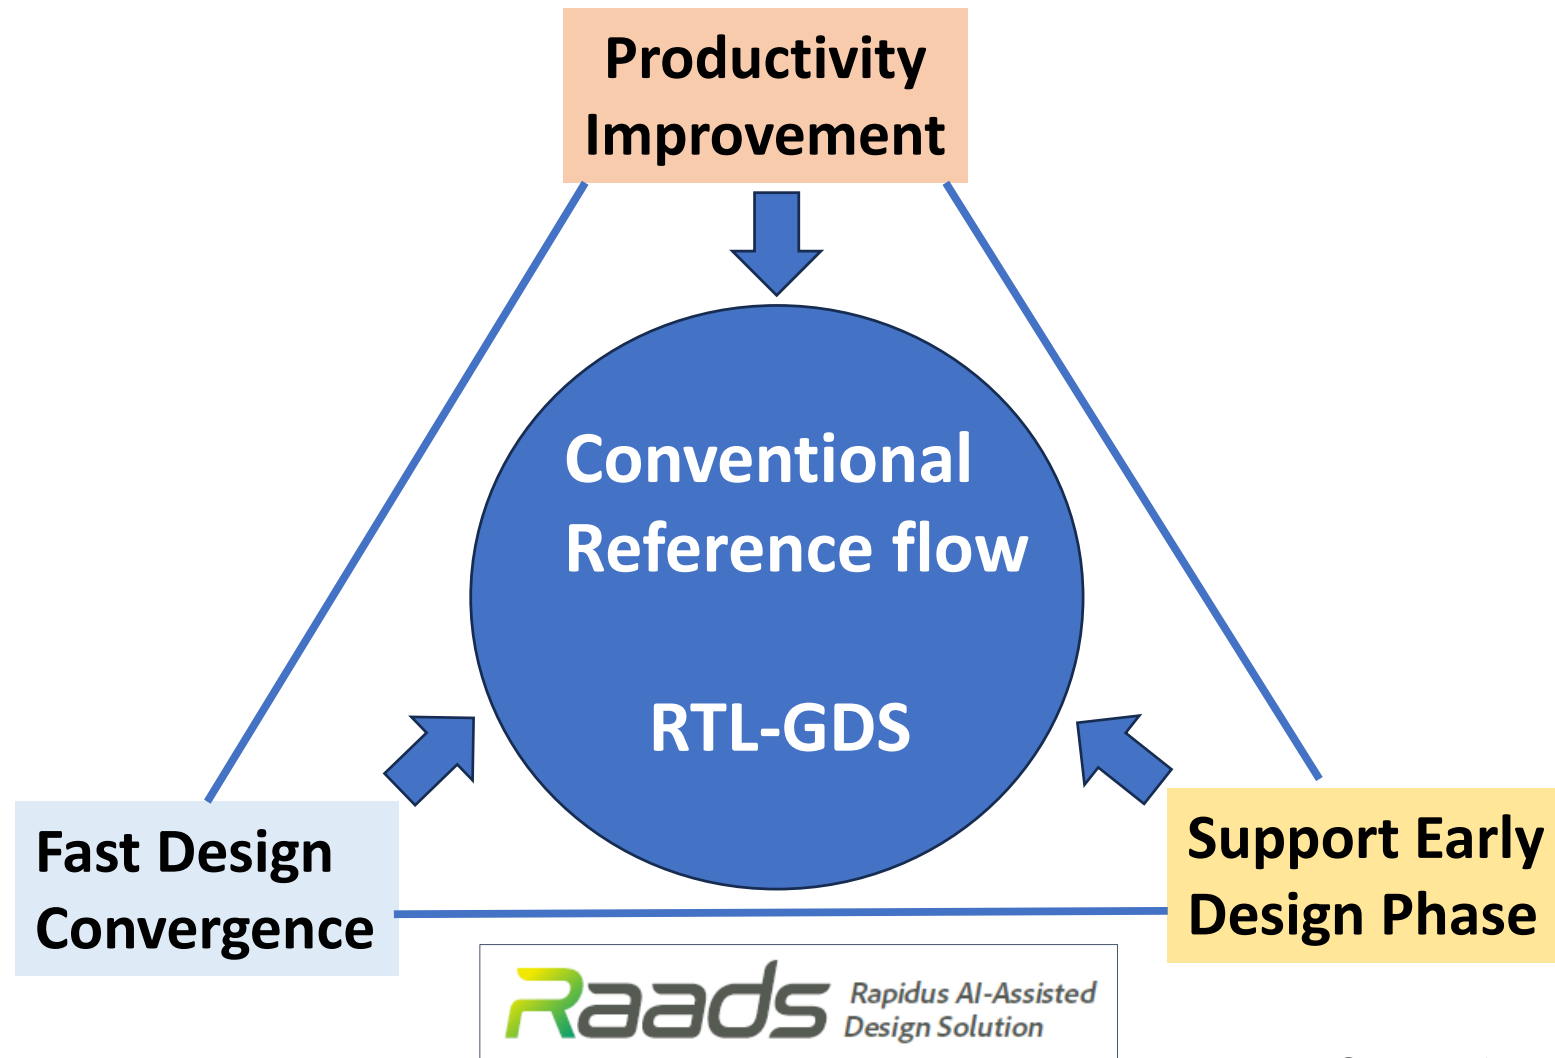 Productivity
Improvement
Conventional
Reference flow
RTL-GDS
Fast Design
Convergence
Support Early
Design Phase
Raads
Rapidus AI-Assisted
Design Solution